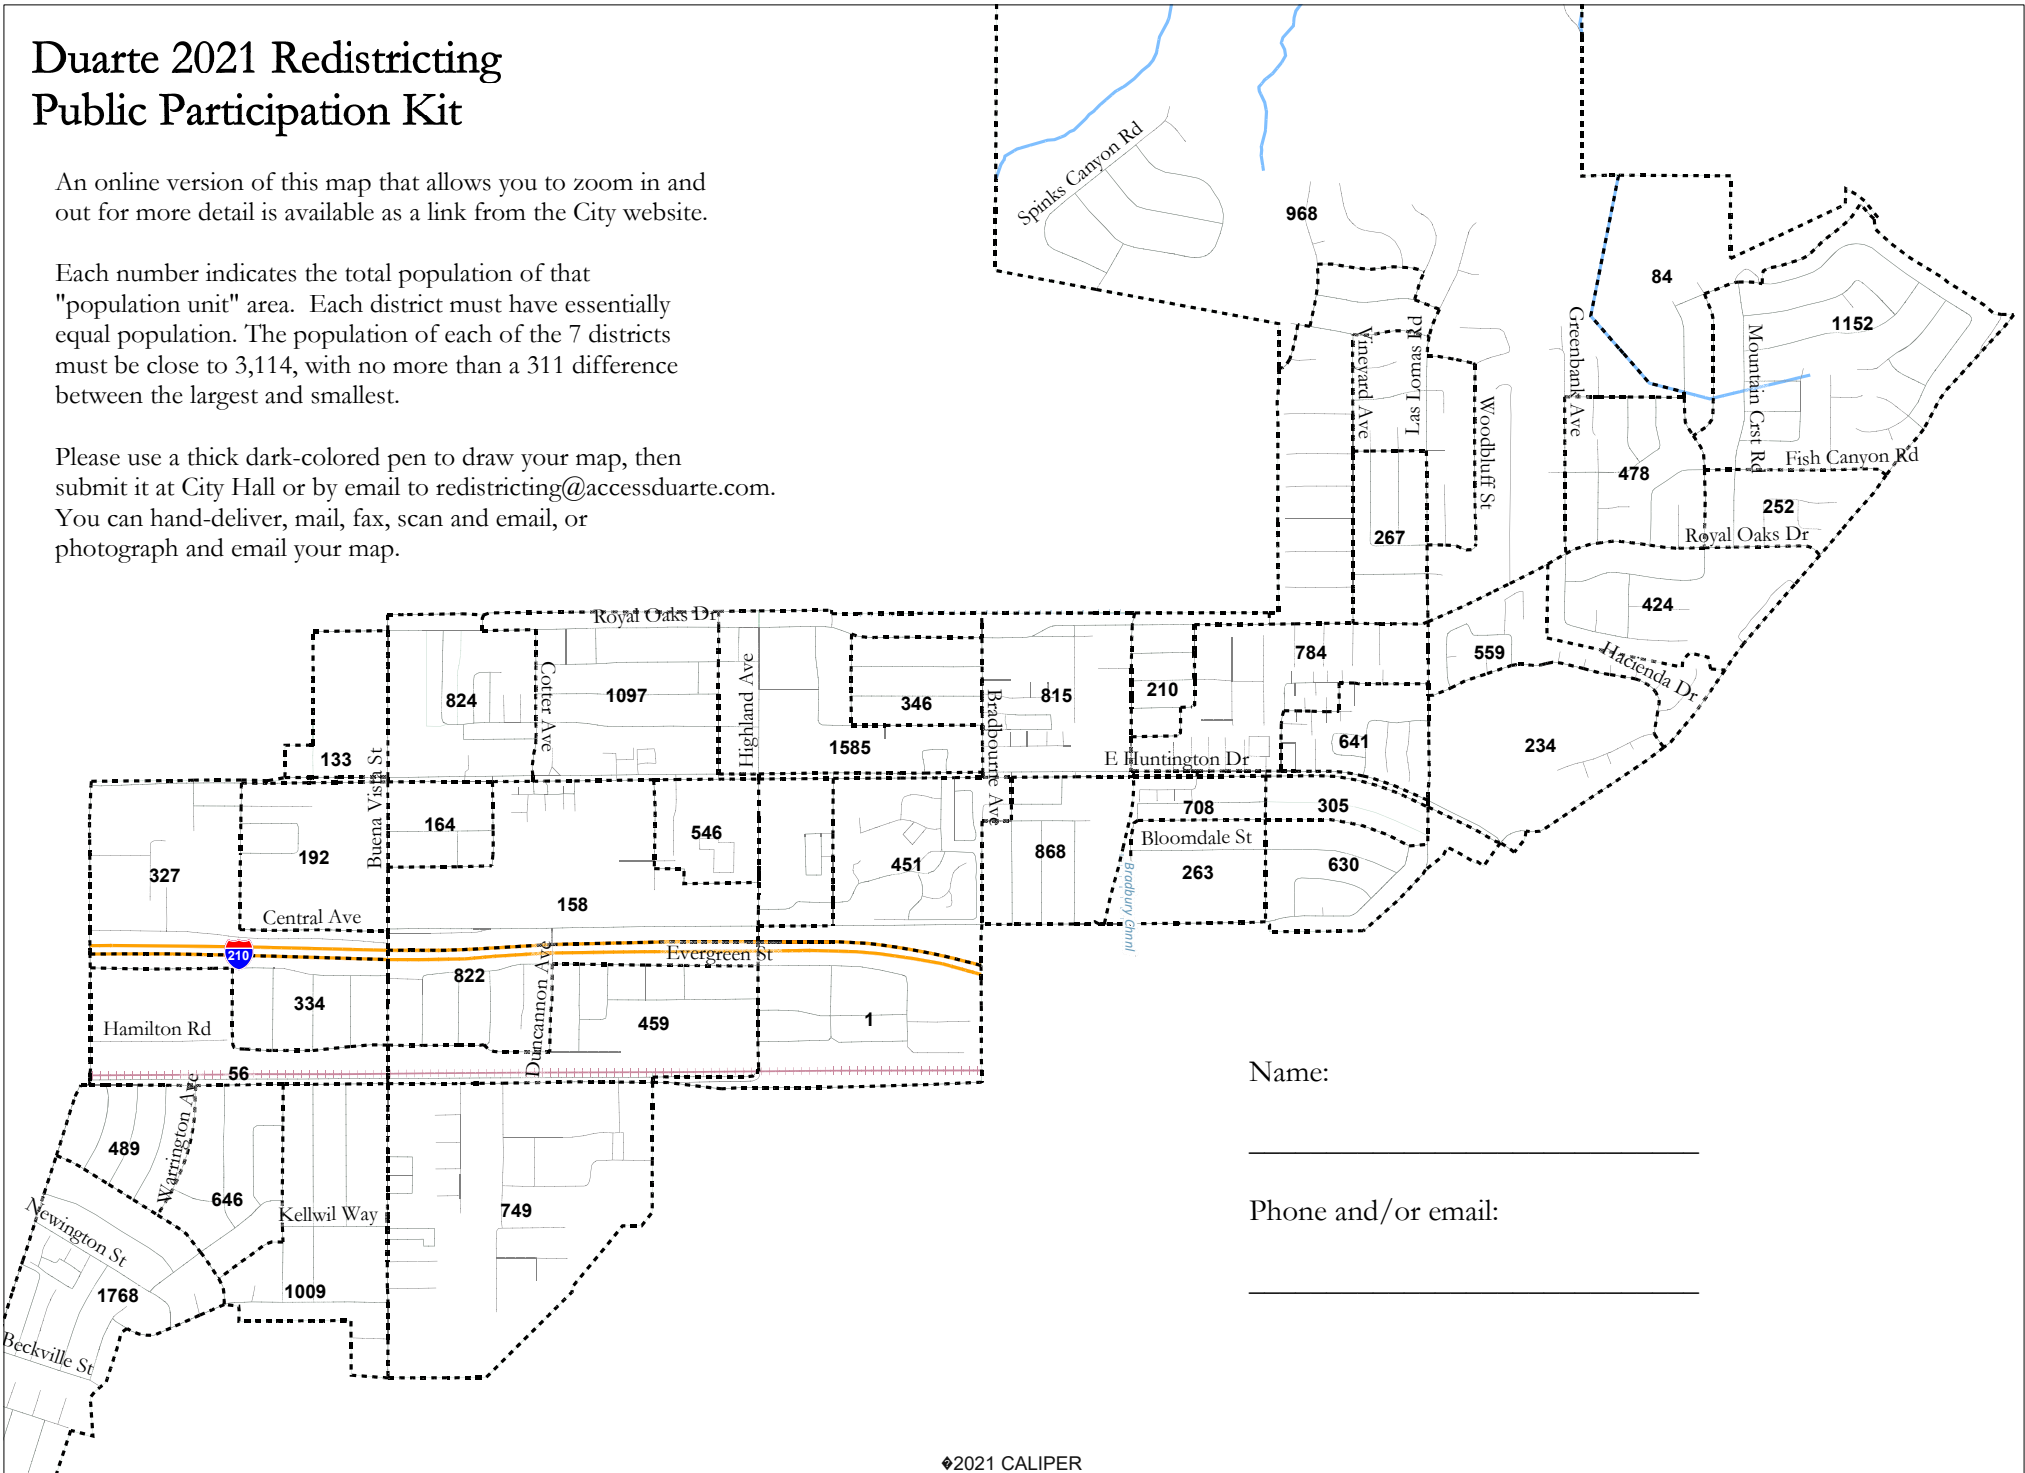 Duarte 2021 Redistricting
Public Participation Kit
An online version of this map that allows you to zoom in and
out for more detail is available as a link from the City website.
Each number indicates the total population of that
"population unit" area.  Each district must have essentially
equal population. The population of each of the 7 districts
must be close to 3,114, with no more than a 311 difference
between the largest and smallest.
Please use a thick dark-colored pen to draw your map, then
submit it at City Hall or by email to redistricting@accessduarte.com.
You can hand-deliver, mail, fax, scan and email, or
photograph and email your map.
Spinks Canyon Rd
968
84
1152
Vineyard Ave
Las Lomas Rd
Woodbluff St
Greenbank Ave
Mountain Crst Rd
Fish Canyon Rd
478
252
267
Royal Oaks Dr
424
Royal Oaks Dr
784
559
Hacienda Dr
824
Cotter Ave
1097
Highland Ave
346
Bradbourne Ave
815
210
133
Buena Vista St
1585
E Huntington Dr
641
234
164
546
708
305
192
451
868
Bloomdale St
327
263
630
Bradbury Chnnl
158
Central Ave
210
Evergreen St
822
Duncannon Ave
334
459
1
Hamilton Rd
56
Warrington Ave
489
646
Kellwil Way
749
Newington St
1768
1009
Beckville St
Name:
Phone and/or email:
�2021 CALIPER